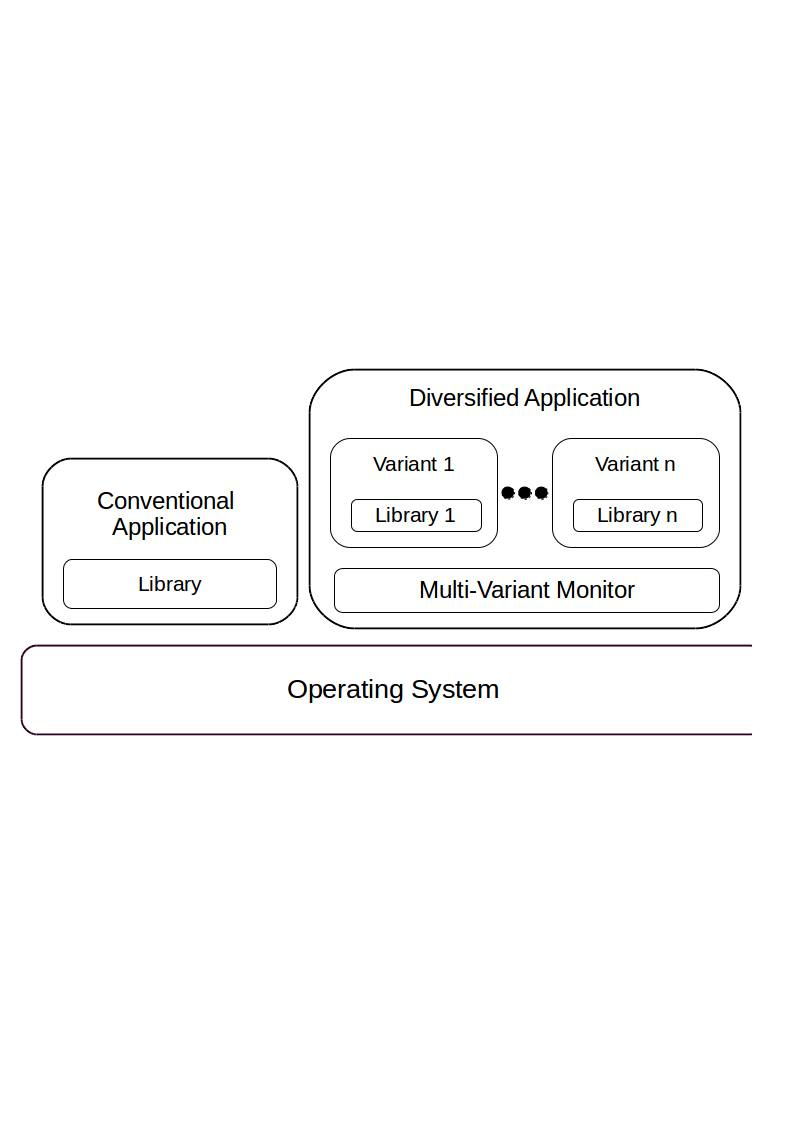 Diversified Application
Variant 1
Variant n
Library 1
Library n
Multi-Variant Monitor
Conventional
Application
Library
Operating System